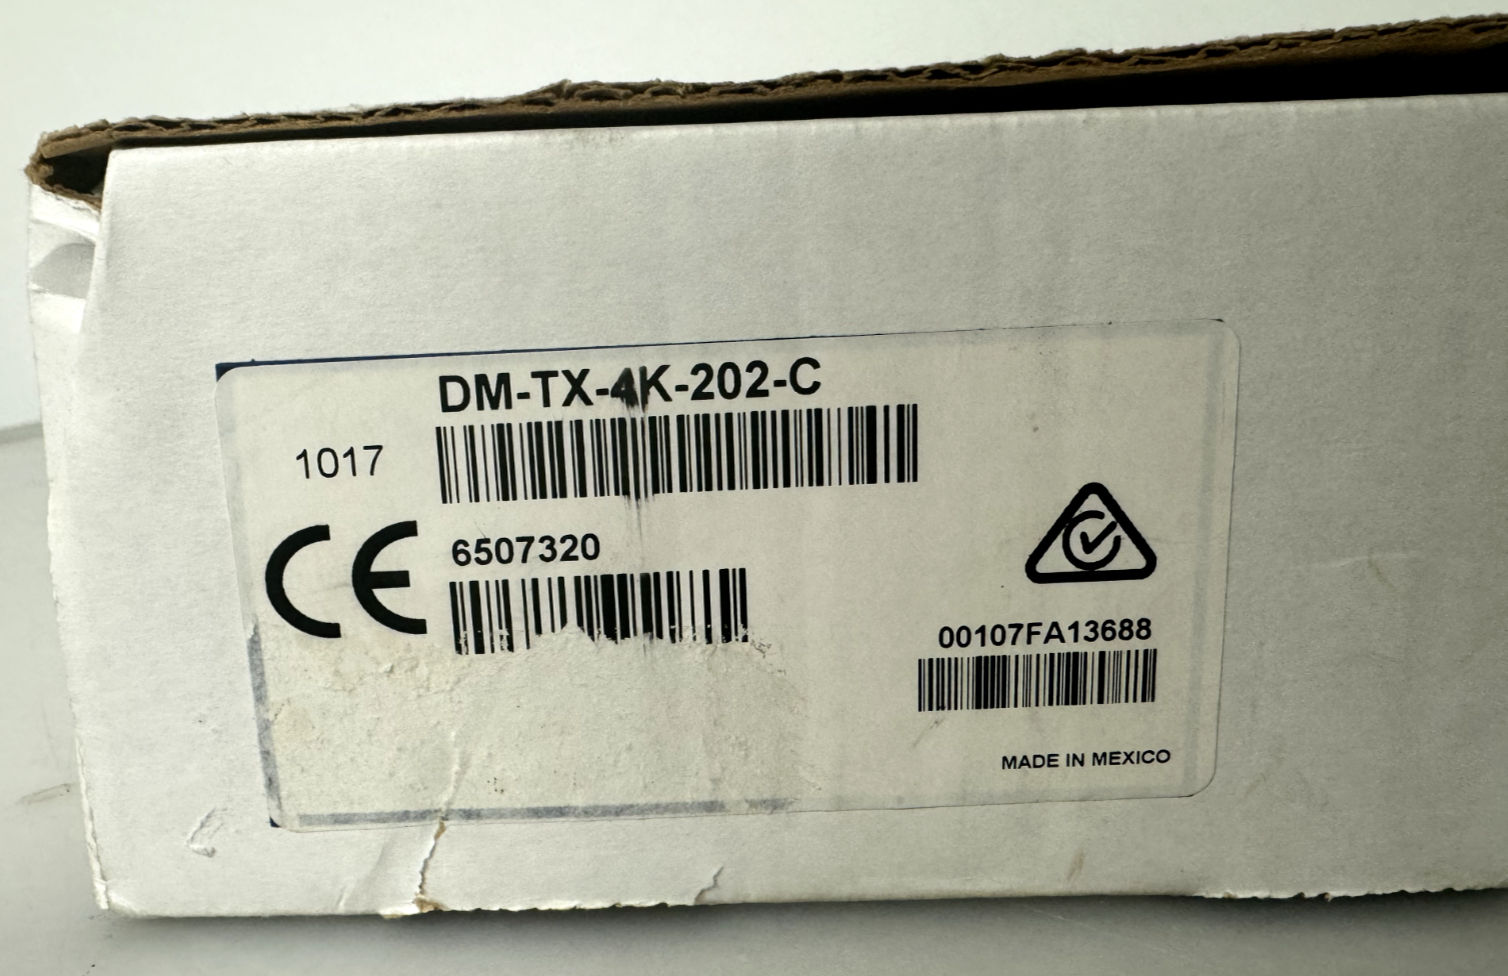 DM-TX-4K-202-C
1017
CE
6507320
00107FA13688
MADE IN MEXICO